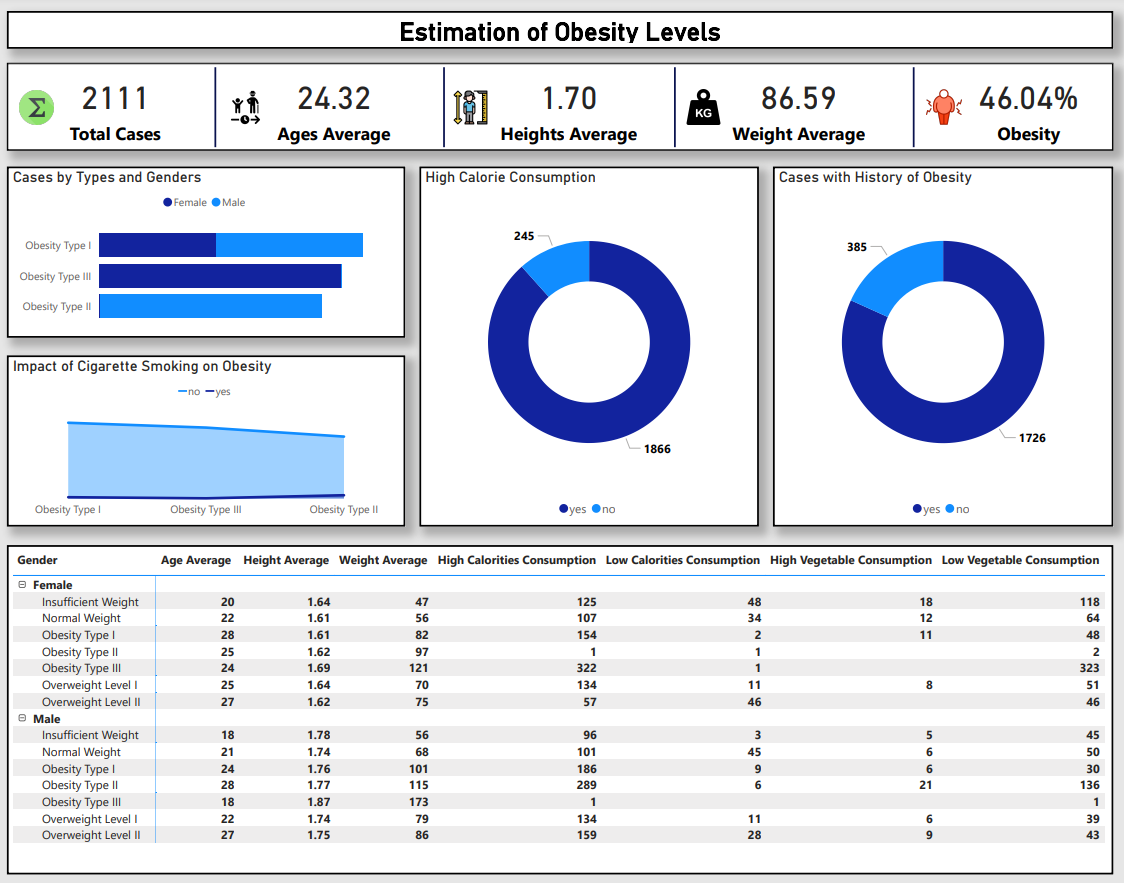 Estimation of Obesity Levels
Σ 2111 24.32 1.70 KG 86.59 46.04%
Total Cases Ages Average Heights Average Weight Average Obesity
Cases by Types and Genders
Female Male
Obesity Type I
Obesity Type III
Obesity Type II
Impact of Cigarette Smoking on Obesity
no yes
Obesity Type I Obesity Type III Obesity Type II
High Calorie Consumption
245
1866
yes no
Cases with History of Obesity
385
1726
yes no
Gender Age Average Height Average Weight Average High Calorities Consumption Low Calorities Consumption High Vegetable Consumption Low Vegetable Consumption
Female
Insufficient Weight 20 1.64 47 125 48 18 118
Normal Weight 22 1.61 56 107 34 12 64
Obesity Type I 28 1.61 82 154 2 11 48
Obesity Type II 25 1.62 97 1 1 2
Obesity Type III 24 1.69 121 322 1 323
Overweight Level I 25 1.64 70 134 11 8 51
Overweight Level II 27 1.62 75 57 46 46
Male
Insufficient Weight 18 1.78 56 96 3 5 45
Normal Weight 21 1.74 68 101 45 6 50
Obesity Type I 24 1.76 101 186 9 6 30
Obesity Type II 28 1.77 115 289 6 21 136
Obesity Type III 18 1.87 173 1 1
Overweight Level I 22 1.74 79 134 11 6 39
Overweight Level II 27 1.75 86 159 28 9 43